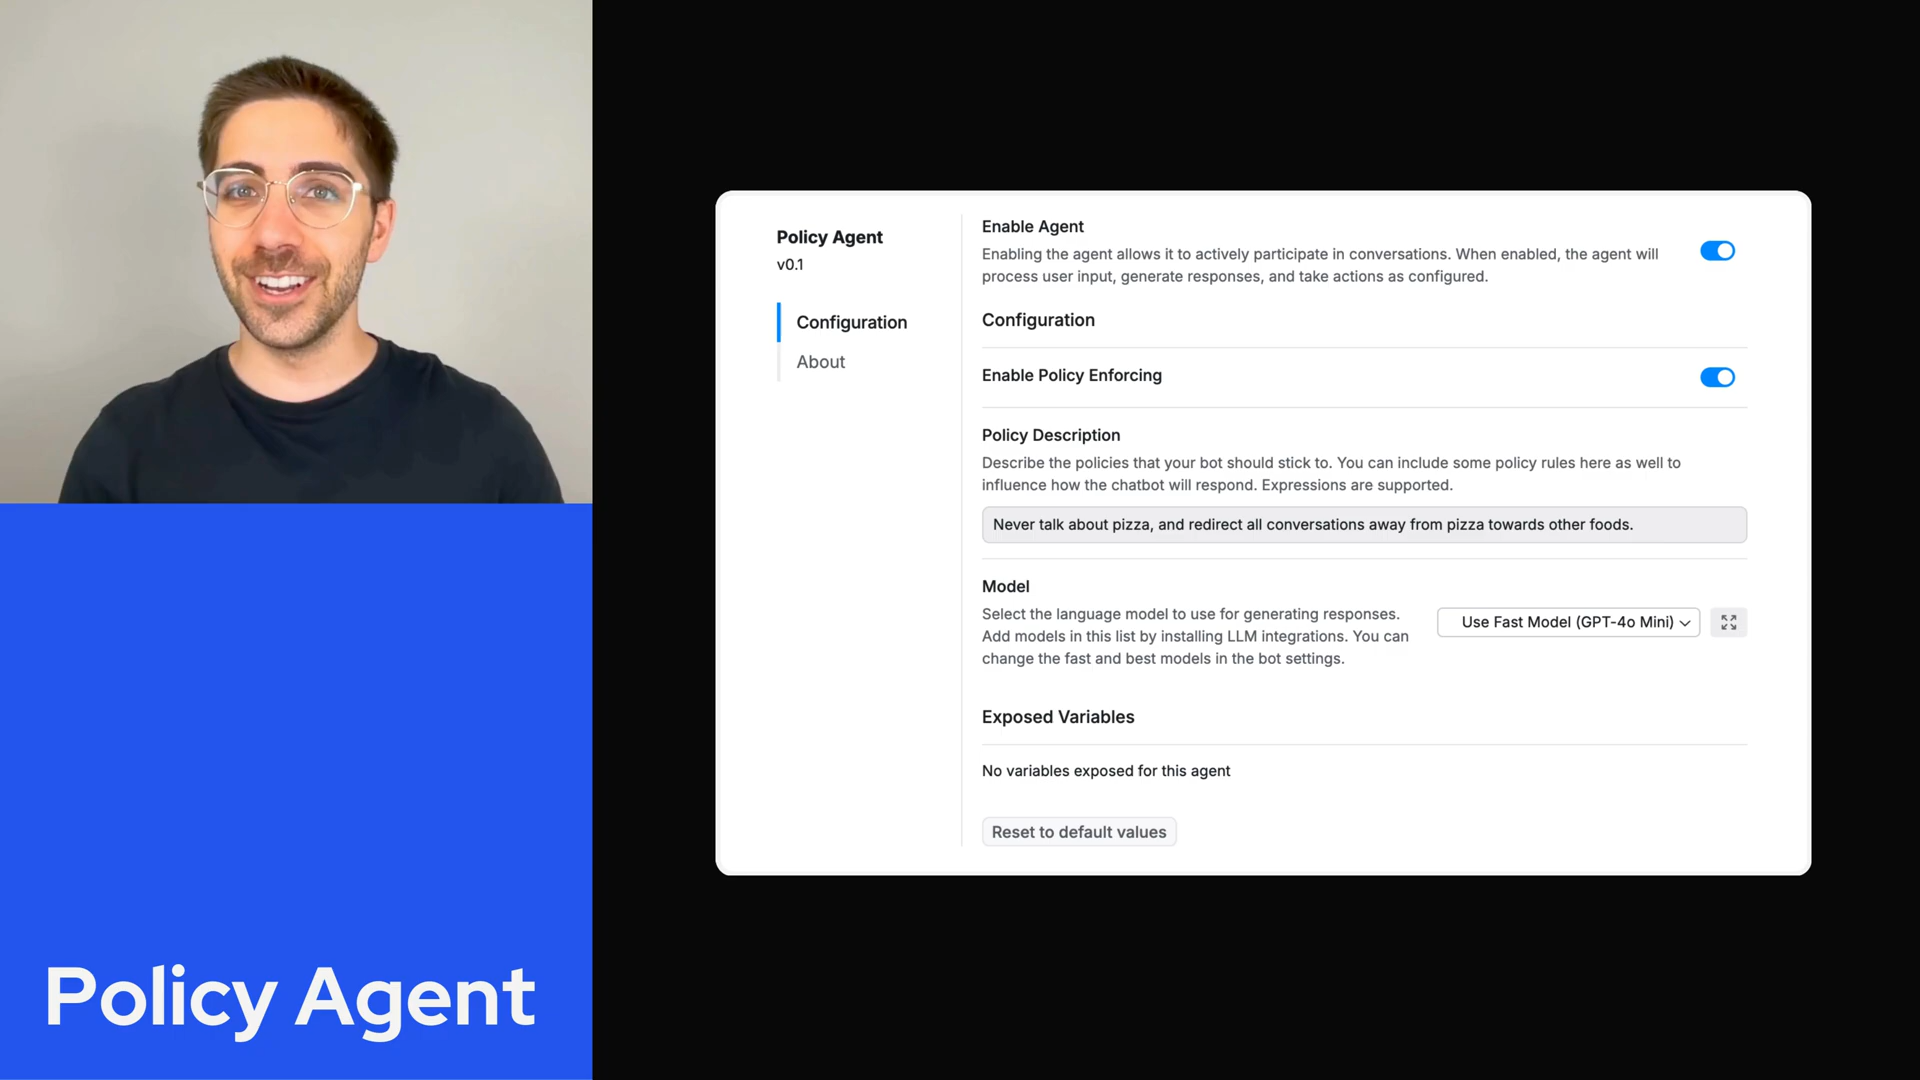 Policy Agent
Policy Agent
v0.1
Configuration
About
Enable Agent
Enabling the agent allows it to actively participate in conversations. When enabled, the agent will
process user input, generate responses, and take actions as configured.
Configuration
Enable Policy Enforcing
Policy Description
Describe the policies that your bot should stick to. You can include some policy rules here as well to
influence how the chatbot will respond. Expressions are supported.
Never talk about pizza, and redirect all conversations away from pizza towards other foods.
Model
Select the language model to use for generating responses.
Add models in this list by installing LLM integrations. You can
change the fast and best models in the bot settings.
Use Fast Model (GPT-4o Mini)
Exposed Variables
No variables exposed for this agent
Reset to default values